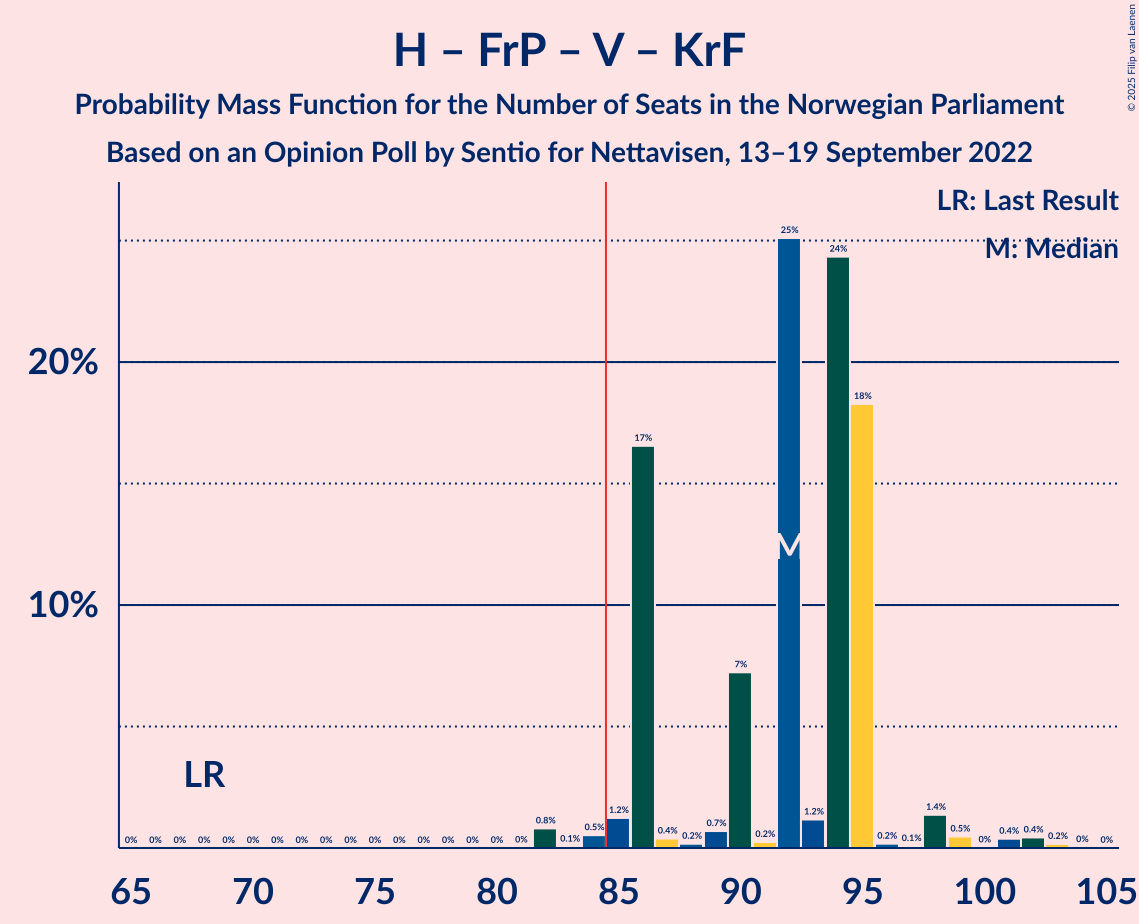 H – FrP – V – KrF
Probability Mass Function for the Number of Seats in the Norwegian Parliament
Based on an Opinion Poll by Sentio for Nettavisen, 13–19 September 2022
© 2025 Filip van Laenen
LR: Last Result
M: Median
20%
10%
25%
24%
18%
17%
M
7%
LR
0% 0% 0% 0% 0% 0% 0% 0% 0% 0% 0% 0% 0% 0% 0% 0% 0% 0.8% 0.1% 0.5% 1.2% 0.4% 0.2% 0.7% 0.2% 1.2% 0.2% 0.1% 1.4% 0.5% 0% 0.4% 0.4% 0.2% 0% 0%
65 70 75 80 85 90 95 100 105